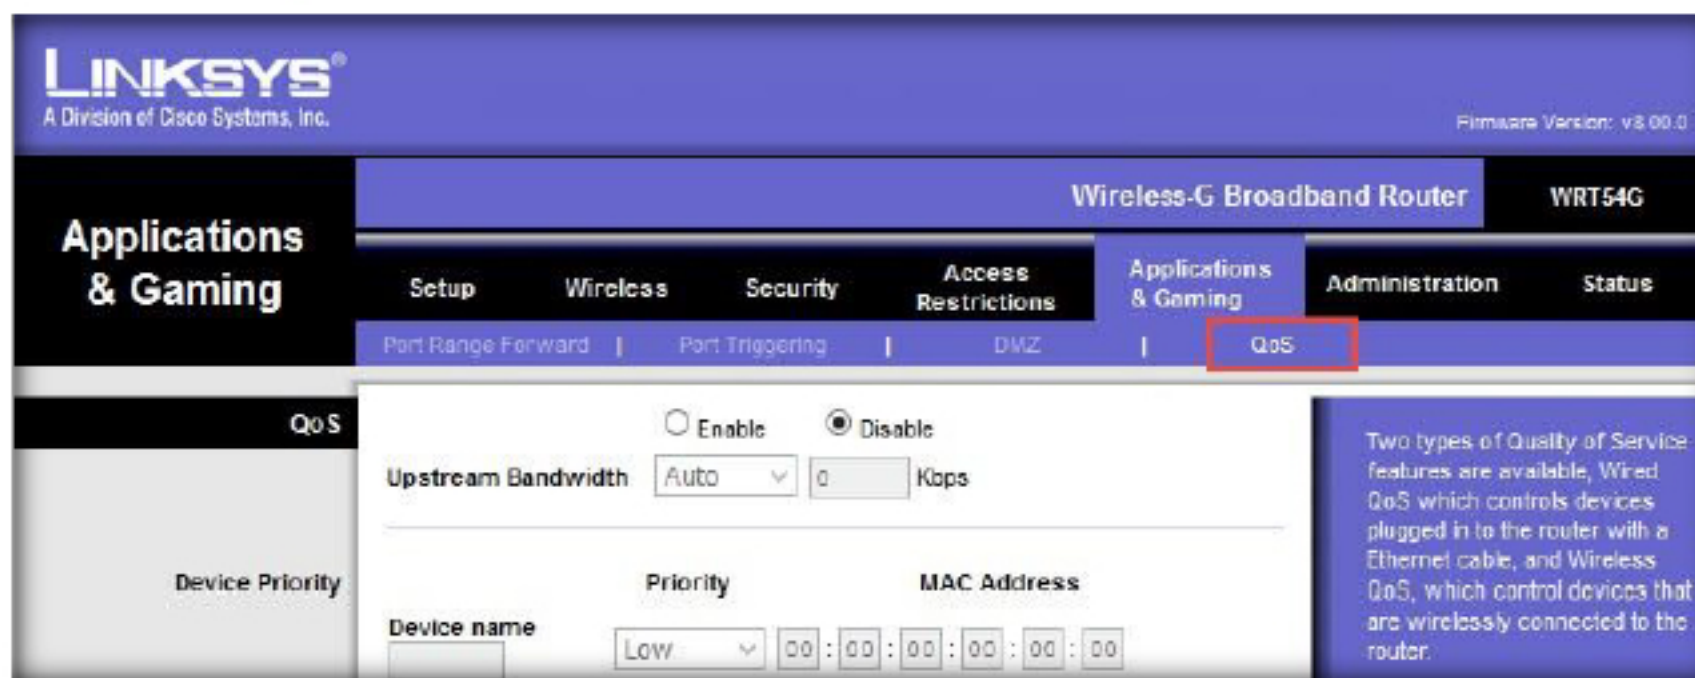 LINKSYS®
A Division of Cisco Systems, Inc.
Firmware Version: v8.00.0
Wireless-G Broadband Router WRT54G
Applications & Gaming
Setup Wireless Security Access Restrictions Applications & Gaming Administration Status
Port Range Forward | Port Triggering | DMZ | QoS
QoS
Enable Disable
Upstream Bandwidth Auto 0 Kbps
Device Priority
Priority MAC Address
Device name
Low 00 : 00 : 00 : 00 : 00 : 00
Two types of Quality of Service
features are available, Wired
QoS which controls devices
plugged in to the router with a
Ethernet cable, and Wireless
QoS, which control devices that
are wirelessly connected to the
router.